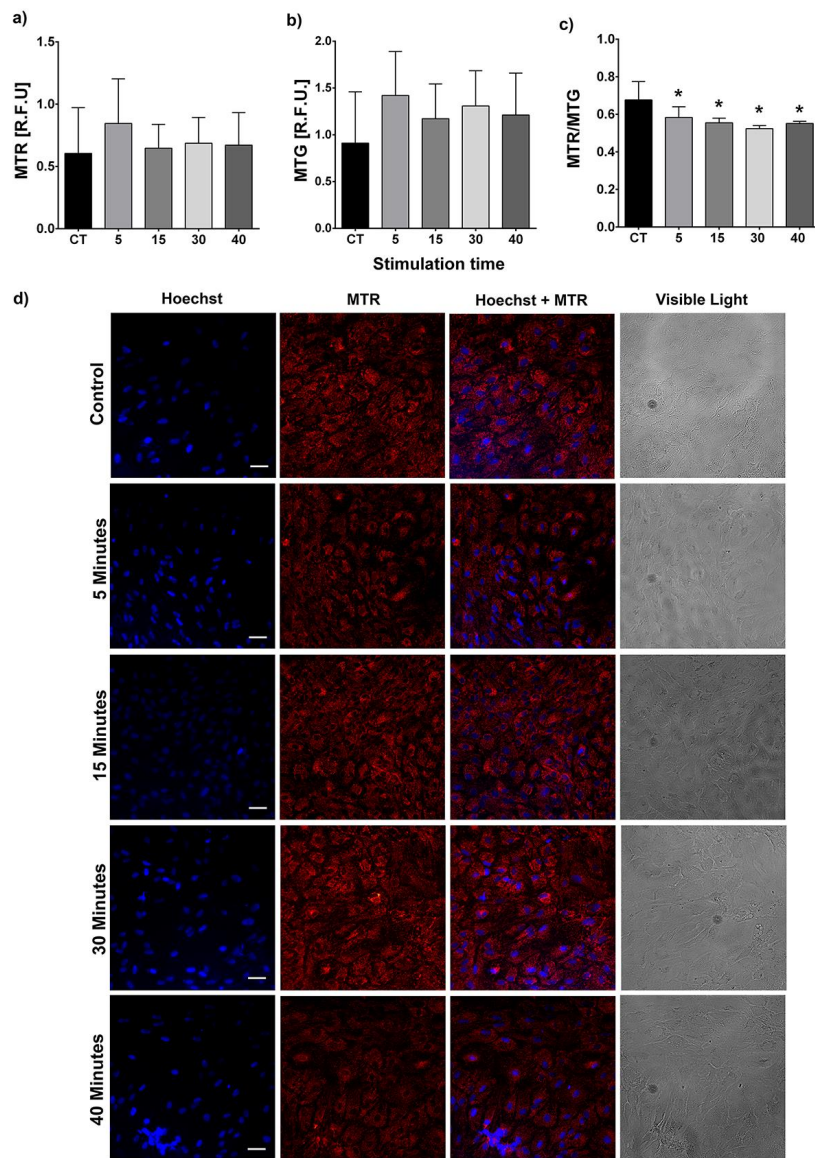 a)
MTR [R.F.U]
1.5
1.0
0.5
0.0
CT 5 15 30 40
b)
MTG [R.F.U.]
2.0
1.5
1.0
0.5
0.0
CT 5 15 30 40
Stimulation time
c)
MTR/MTG
0.8
0.6
0.4
0.2
0.0
* * * *
CT 5 15 30 40
d)
Hoechst MTR Hoechst + MTR Visible Light
Control
5 Minutes
15 Minutes
30 Minutes
40 Minutes